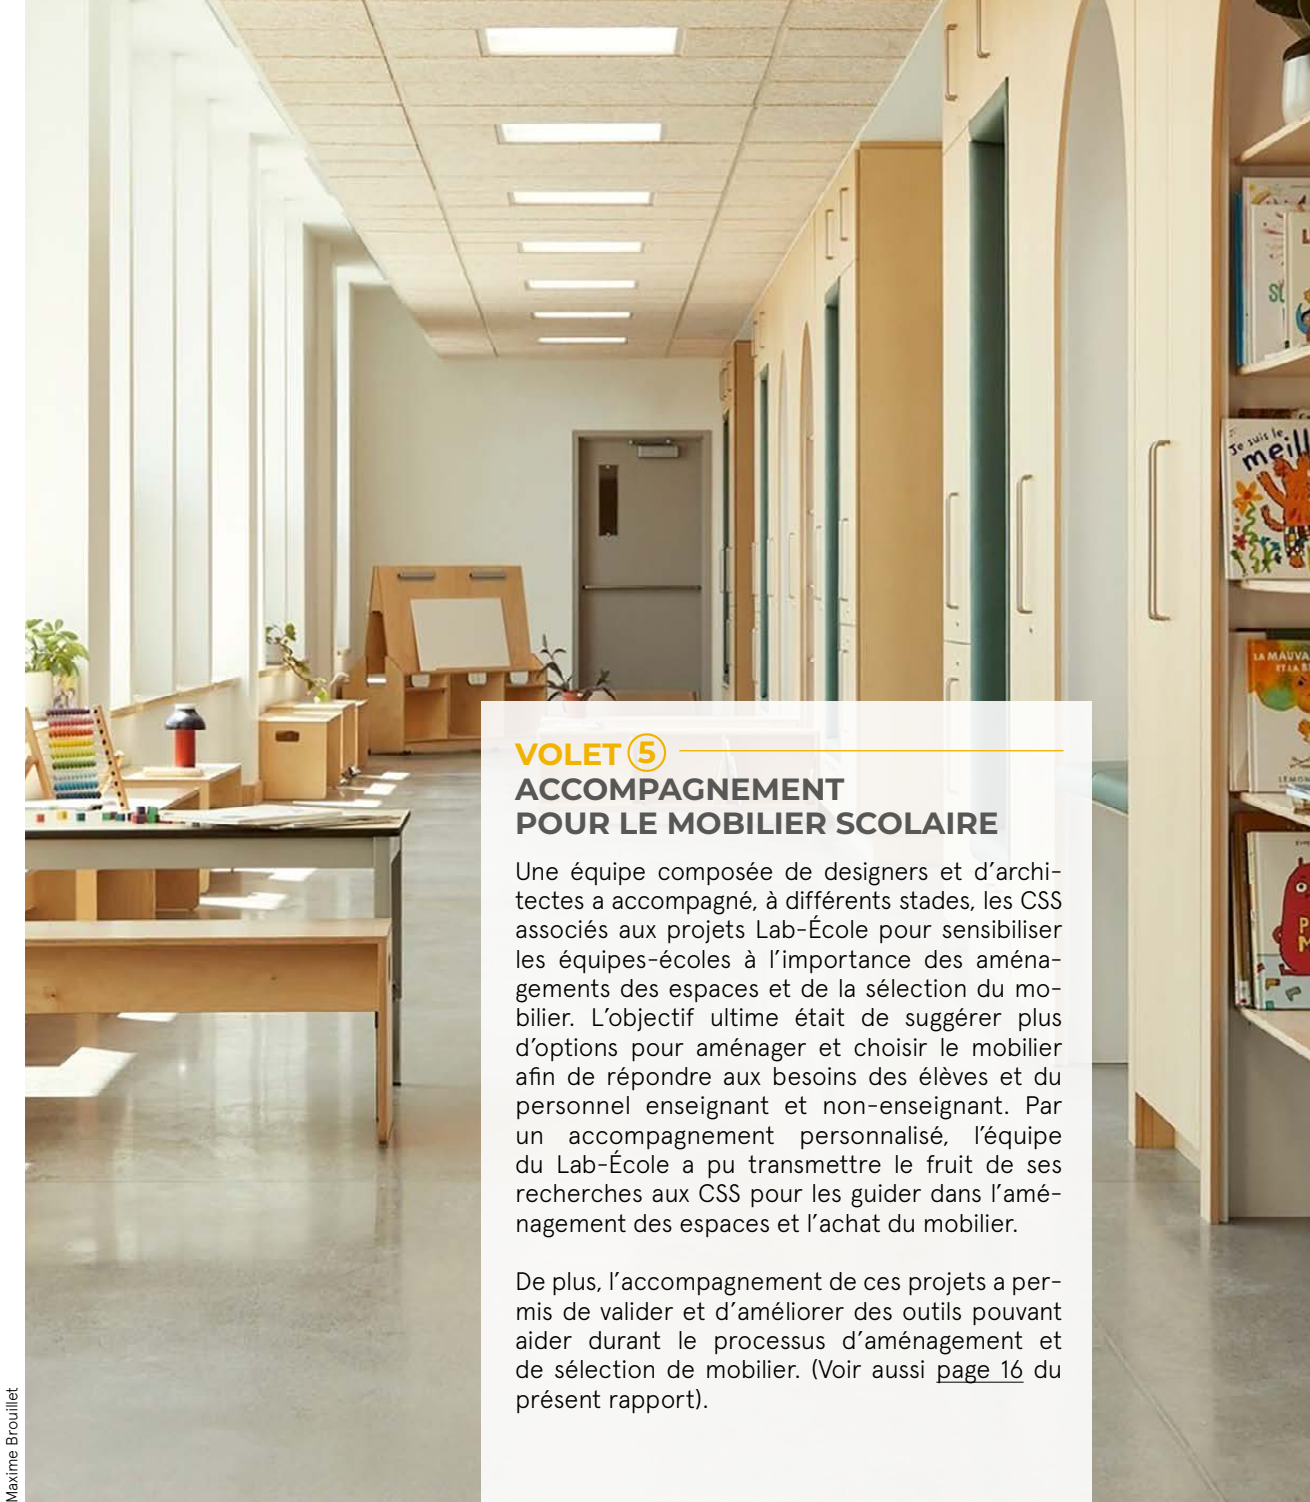 VOLET 5
ACCOMPAGNEMENT
POUR LE MOBILIER SCOLAIRE
Une équipe composée de designers et d’archi-
tectes a accompagné, à différents stades, les CSS
associés aux projets Lab-École pour sensibiliser
les équipes-écoles à l’importance des aména-
gements des espaces et de la sélection du mo-
bilier. L’objectif ultime était de suggérer plus
d’options pour aménager et choisir le mobilier
afin de répondre aux besoins des élèves et du
personnel enseignant et non-enseignant. Par
un accompagnement personnalisé, l’équipe
du Lab-École a pu transmettre le fruit de ses
recherches aux CSS pour les guider dans l’amé-
nagement des espaces et l’achat du mobilier.
De plus, l’accompagnement de ces projets a per-
mis de valider et d’améliorer des outils pouvant
aider durant le processus d’aménagement et
de sélection de mobilier. (Voir aussi page 16 du
présent rapport).
Maxime Brouillet
Je suis le
meill
LA MAUVA
ET LA B